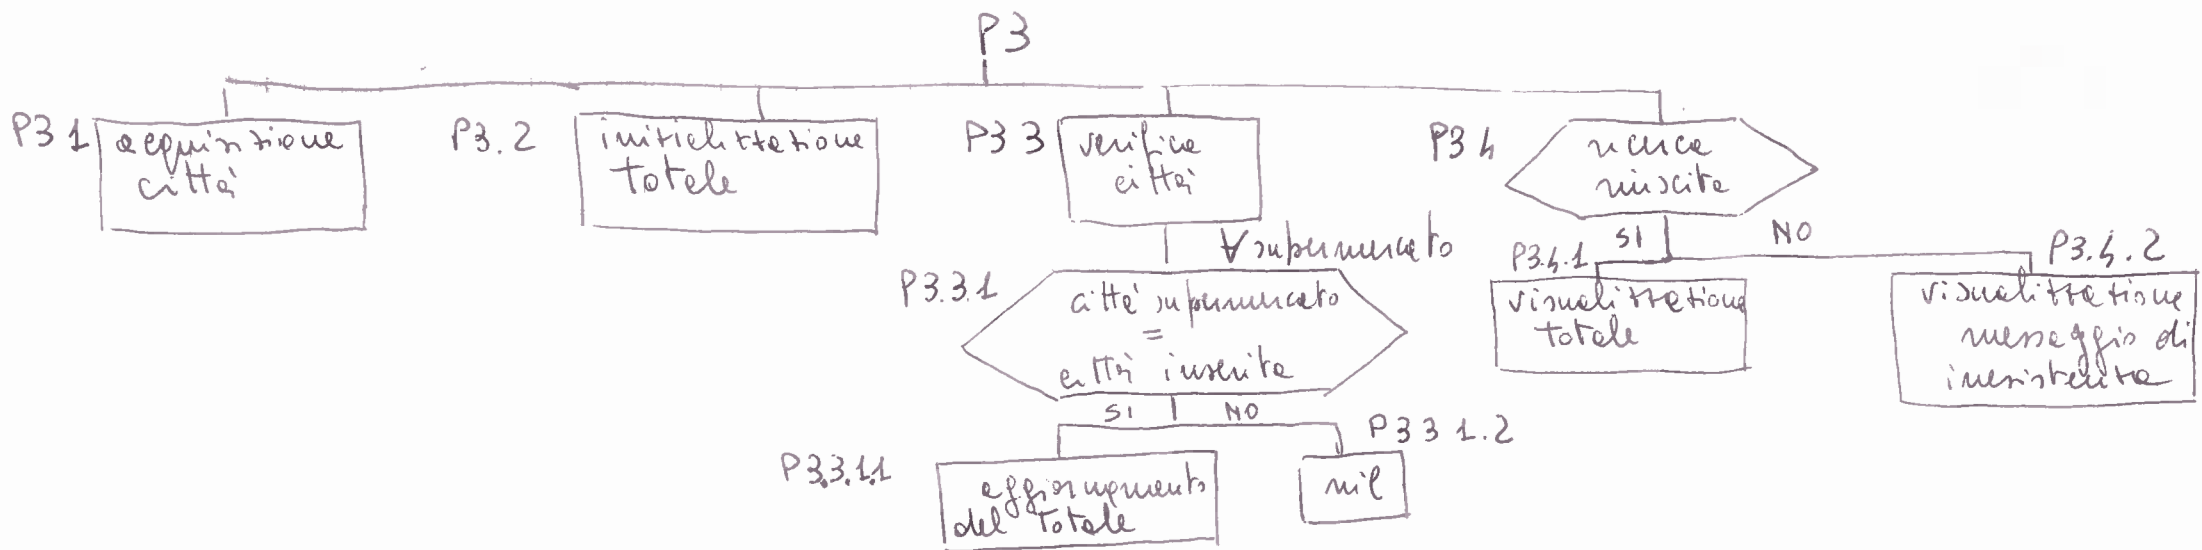 P3
P3 1
acquisizione
città
P3.2
inizializzazione
totale
P3 3
verifica
città
P3 4
ricerca
riuscita
∀ supermercato
P3.3.1
città supermercato
=
città inserita
SI
NO
P3.3.1.1
aggiornamento
del totale
P3 3 1.2
nil
SI
NO
P3.4.1
visualizzazione
totale
P3.4.2
visualizzazione
messaggio di
inesistenza